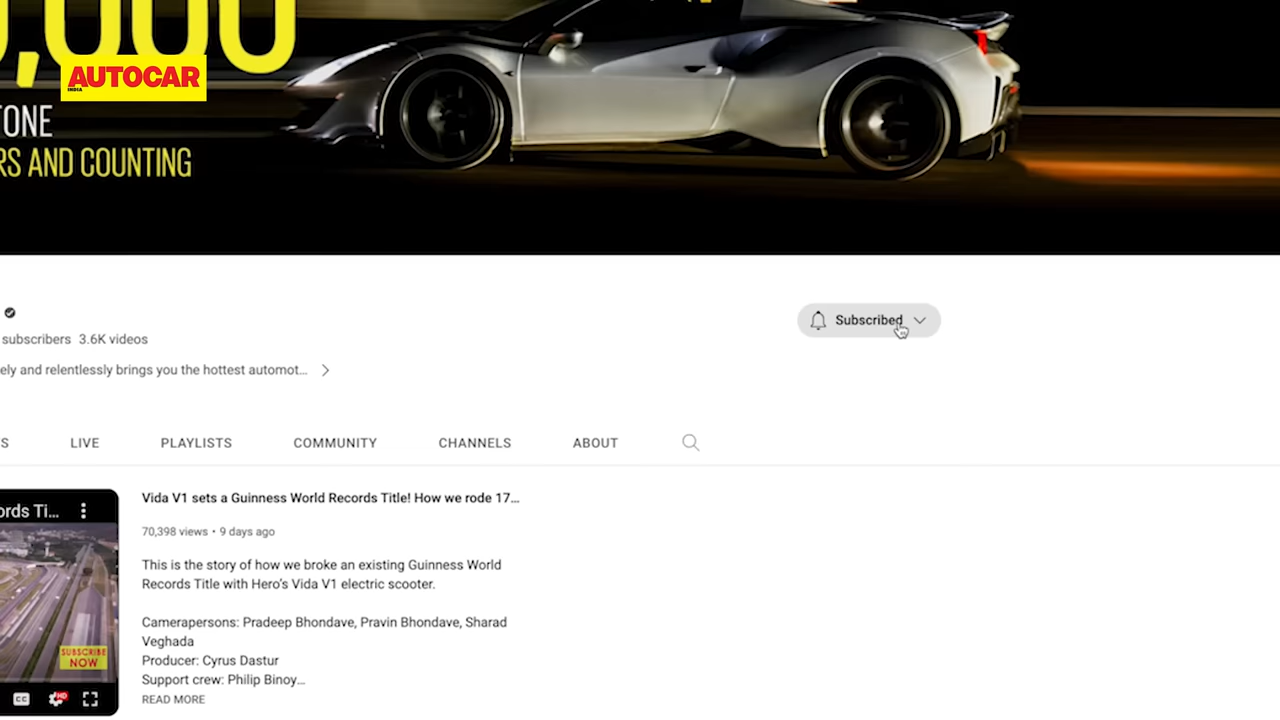 ,000
AUTOCAR
INDIA
TONE
RS AND COUNTING
Subscribed
subscribers 3.6K videos
ely and relentlessly brings you the hottest automot...
S
LIVE
PLAYLISTS
COMMUNITY
CHANNELS
ABOUT
ords Ti...
Vida V1 sets a Guinness World Records Title! How we rode 17...
70,398 views • 9 days ago
This is the story of how we broke an existing Guinness World
Records Title with Hero's Vida V1 electric scooter.
Camerapersons: Pradeep Bhondave, Pravin Bhondave, Sharad
Veghada
Producer: Cyrus Dastur
Support crew: Philip Binoy...
READ MORE
SUBSCRIBE
NOW
CC
HD